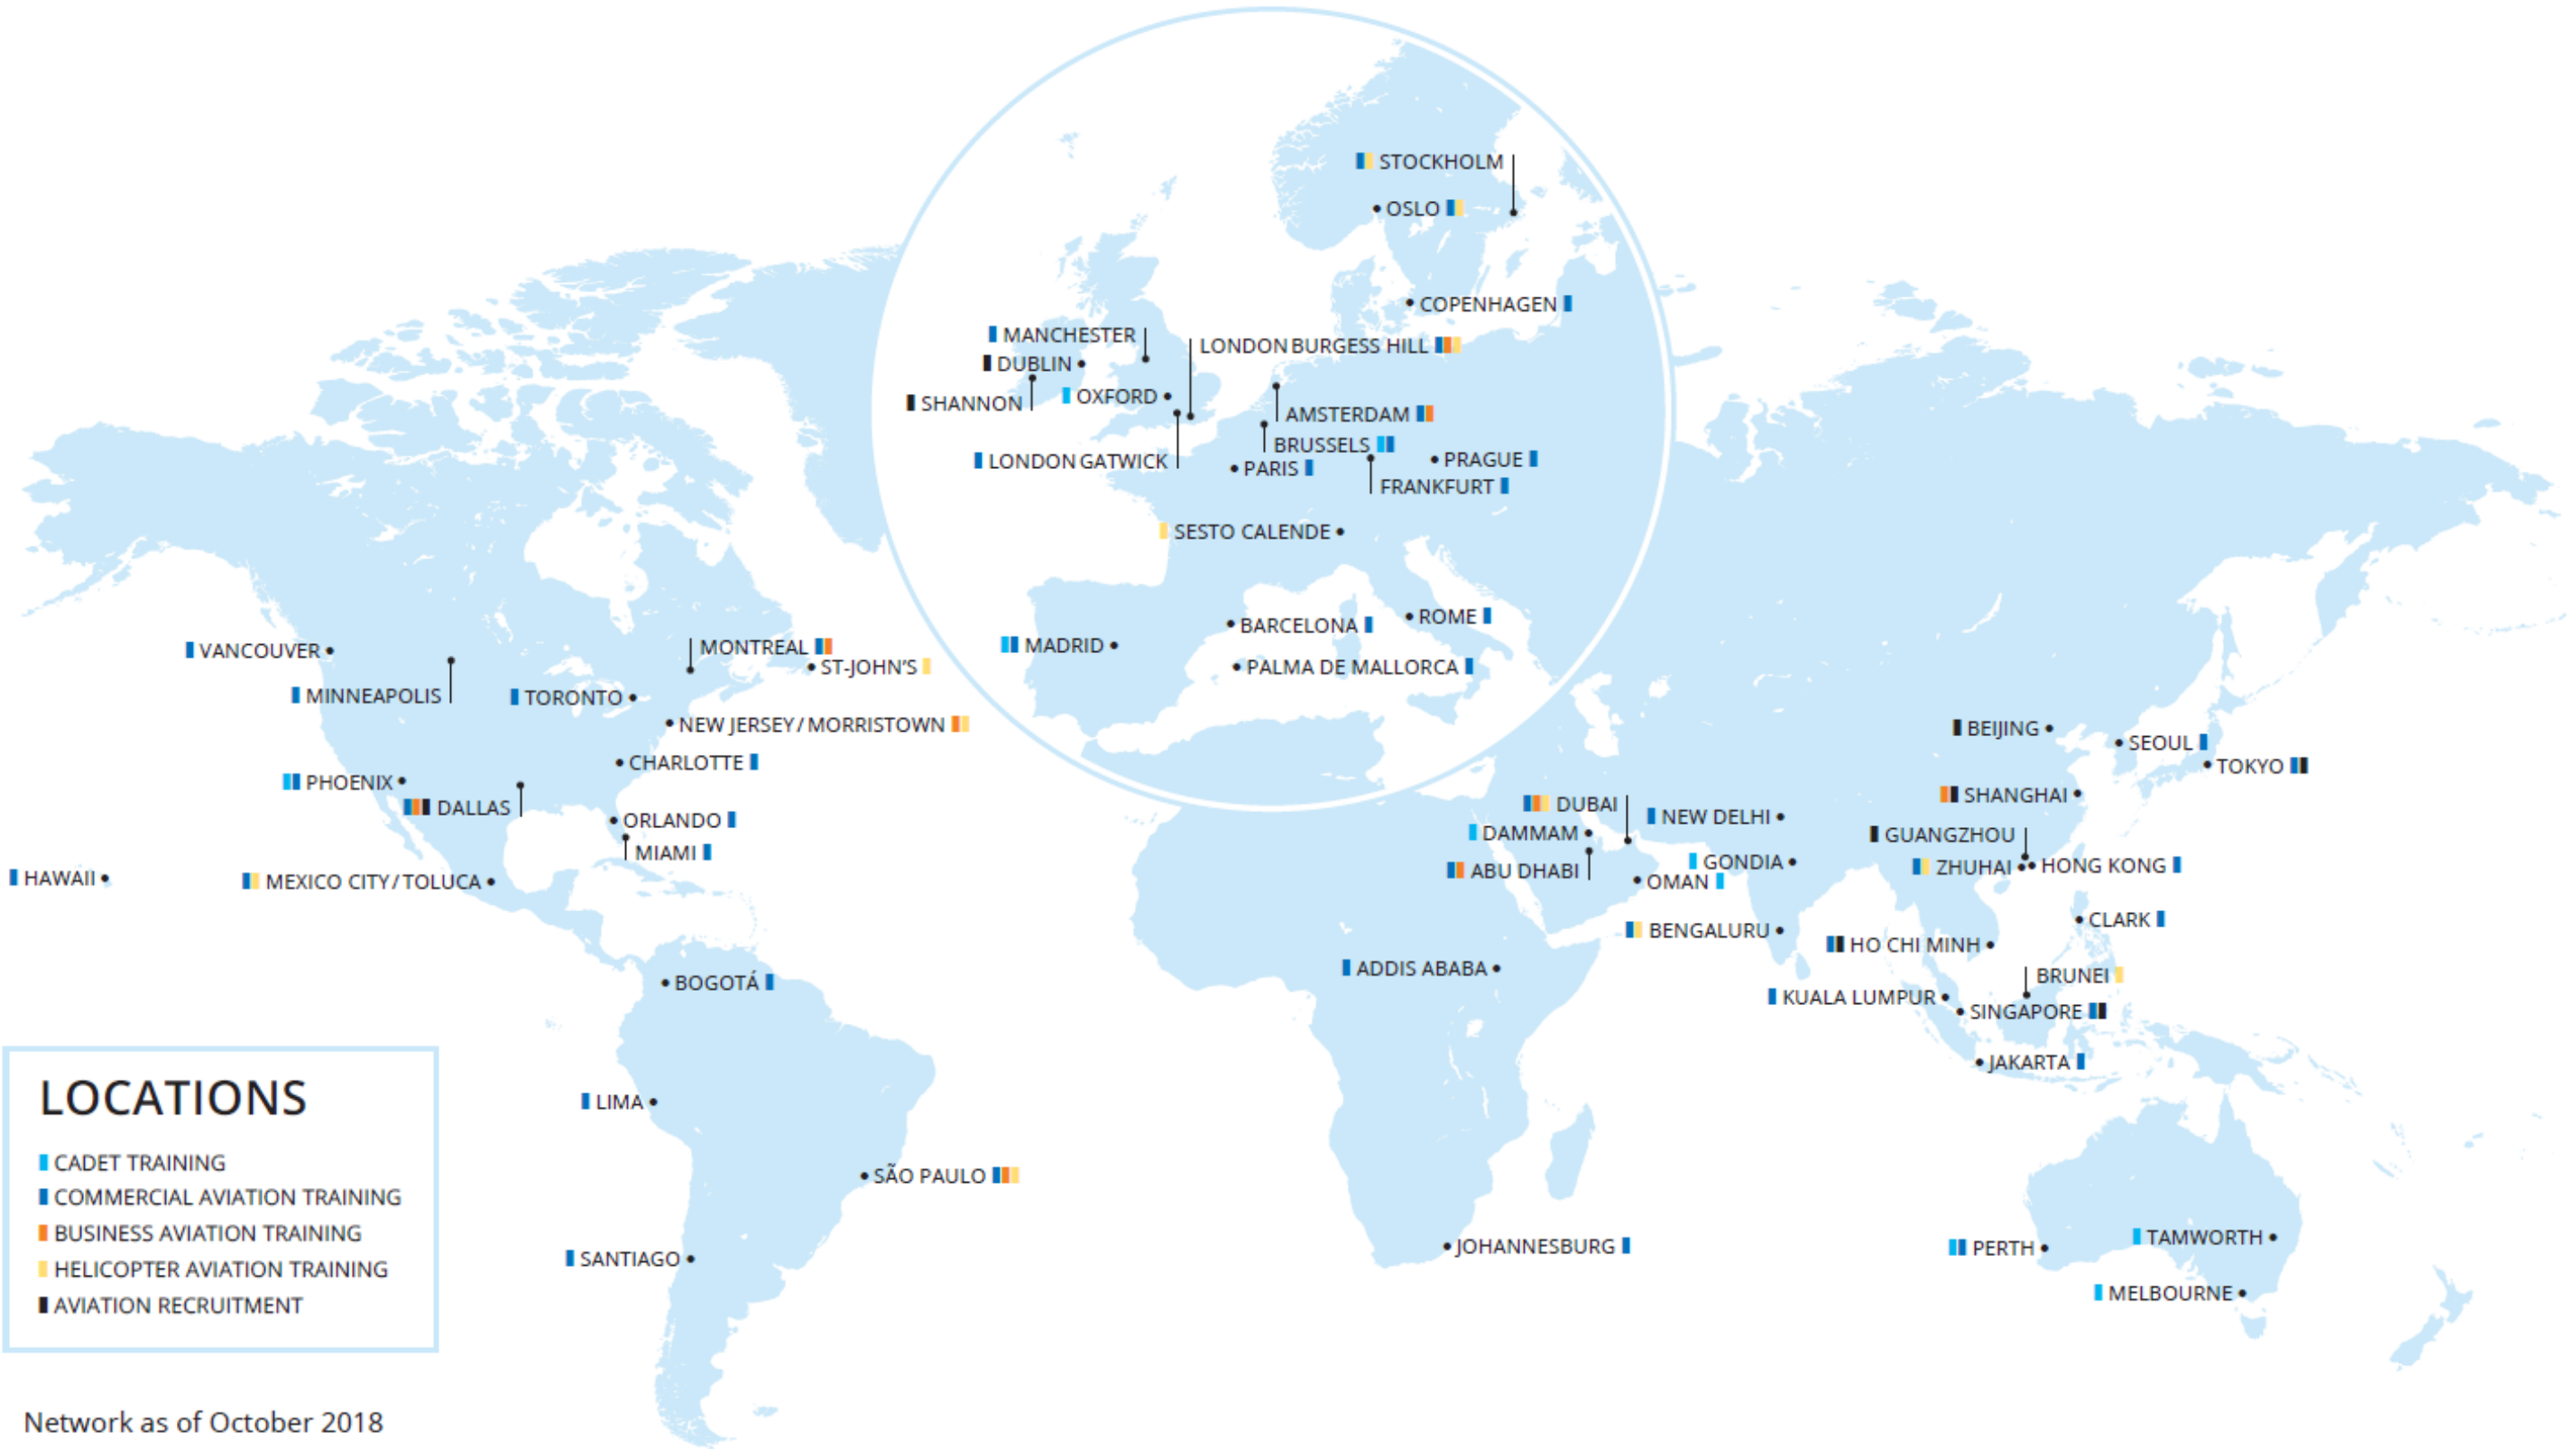 STOCKHOLM
OSLO
COPENHAGEN
MANCHESTER
LONDON BURGESS HILL
DUBLIN
OXFORD
SHANNON
AMSTERDAM
BRUSSELS
LONDON GATWICK
PARIS
PRAGUE
FRANKFURT
SESTO CALENDE
BARCELONA
ROME
MADRID
PALMA DE MALLORCA
VANCOUVER
MONTREAL
ST-JOHN'S
MINNEAPOLIS
TORONTO
NEW JERSEY / MORRISTOWN
CHARLOTTE
PHOENIX
DALLAS
ORLANDO
MIAMI
HAWAII
MEXICO CITY / TOLUCA
BOGOTÁ
LIMA
SÃO PAULO
SANTIAGO
BEIJING
SEOUL
TOKYO
SHANGHAI
DUBAI
NEW DELHI
DAMMAM
GUANGZHOU
ABU DHABI
GONDIA
ZHUHAI
HONG KONG
OMAN
CLARK
BENGALURU
HO CHI MINH
ADDIS ABABA
BRUNEI
KUALA LUMPUR
SINGAPORE
JAKARTA
JOHANNESBURG
PERTH
TAMWORTH
MELBOURNE
LOCATIONS
CADET TRAINING
COMMERCIAL AVIATION TRAINING
BUSINESS AVIATION TRAINING
HELICOPTER AVIATION TRAINING
AVIATION RECRUITMENT
Network as of October 2018